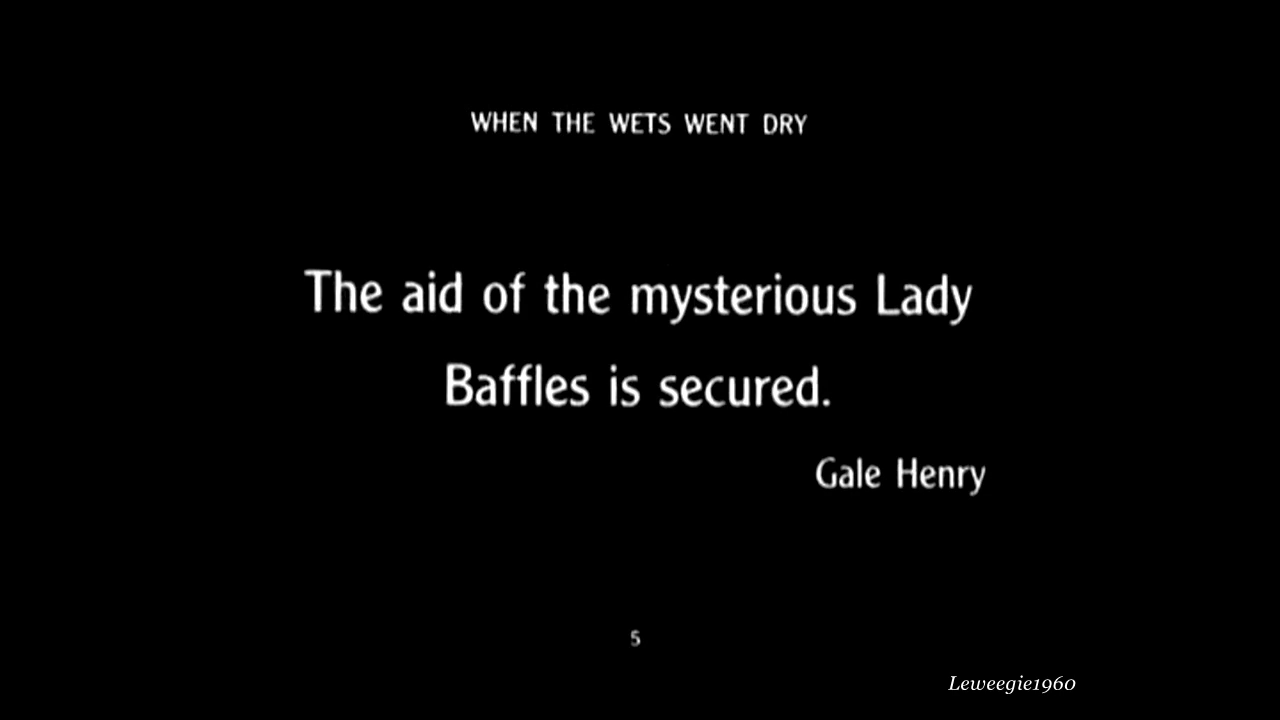 WHEN THE WETS WENT DRY
The aid of the mysterious Lady
Baffles is secured.
Gale Henry
5
Leweegie1960